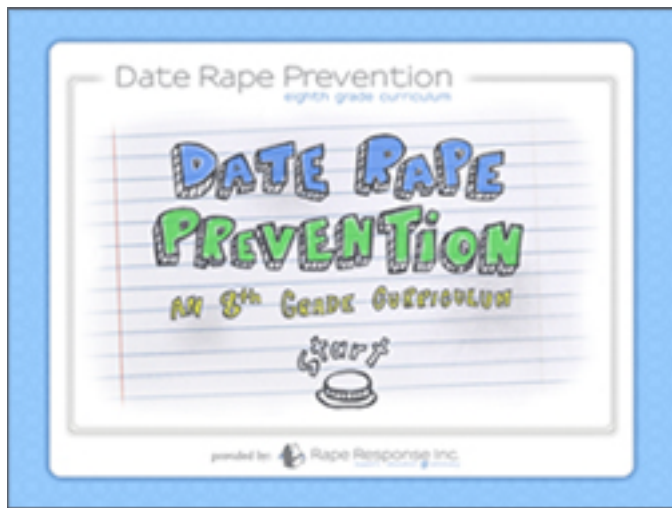 Date Rape Prevention
eighth grade curriculum
DATE RAPE
PREVENTION
AN 8th GRADE CURRICULUM
Start
provided by: Rape Response Inc.